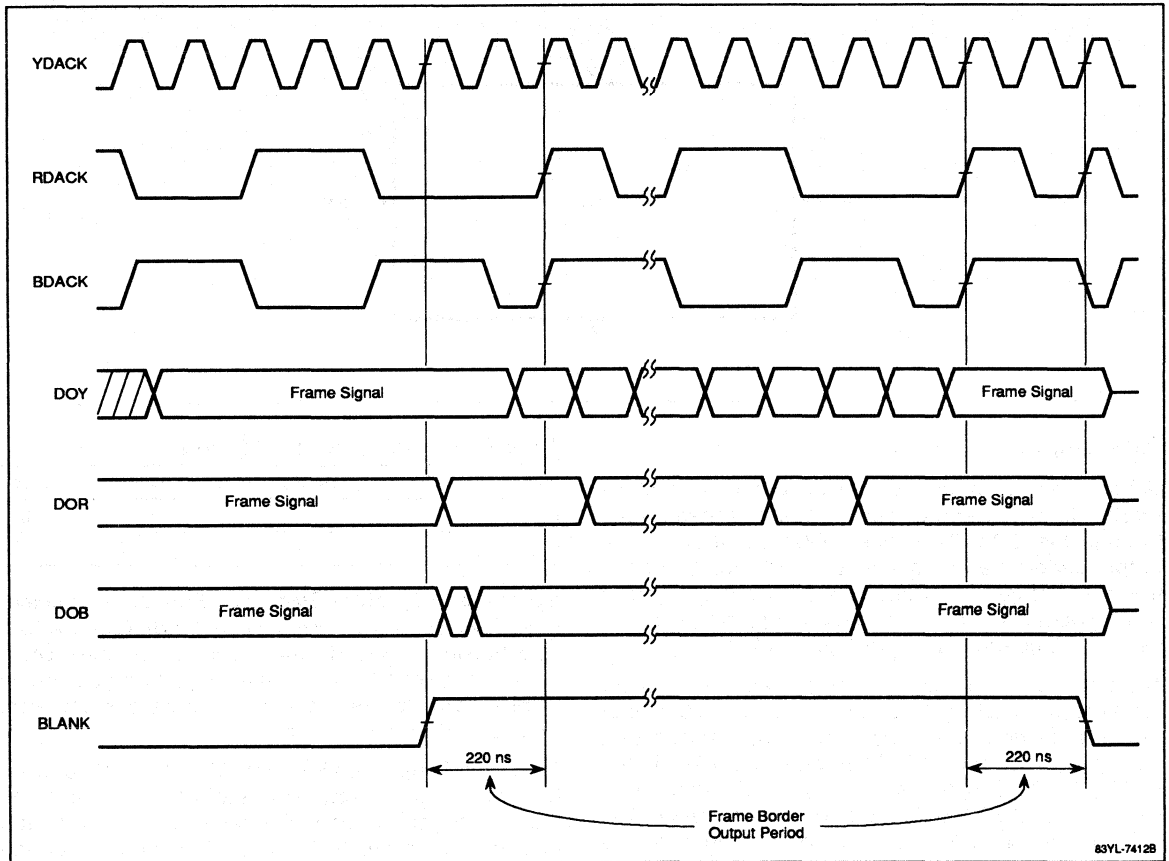 YDACK
RDACK
BDACK
DOY
Frame Signal
Frame Signal
DOR
Frame Signal
Frame Signal
DOB
Frame Signal
Frame Signal
BLANK
220 ns
220 ns
Frame Border
Output Period
83YL-7412B